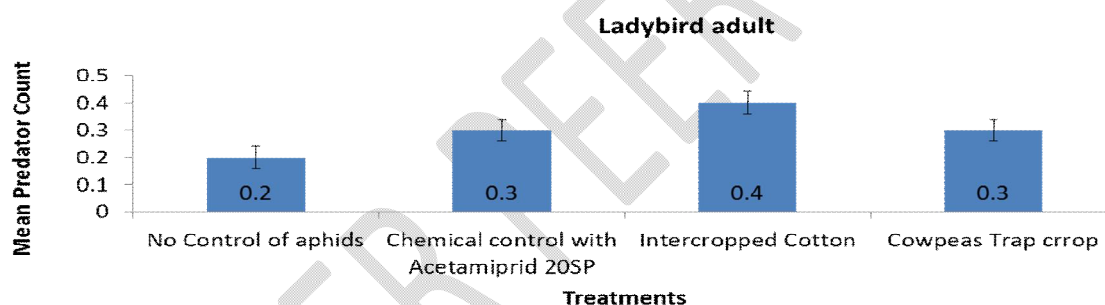 Ladybird adult
Mean Predator Count
0.5
0.4
0.3
0.2
0.1
0
0.2
0.3
0.4
0.3
No Control of aphids
Chemical control with
Acetamiprid 20SP
Intercropped Cotton
Cowpeas Trap crrop
Treatments